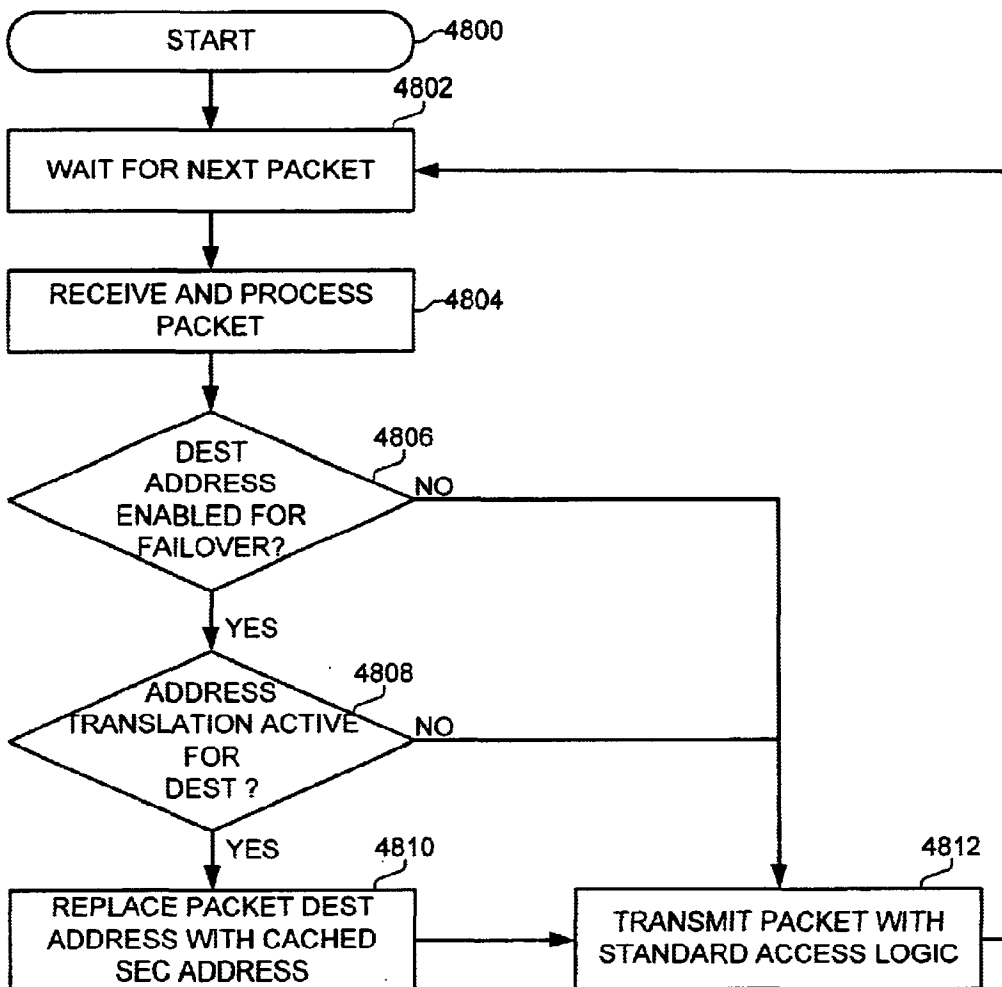 START
4800
4802
WAIT FOR NEXT PACKET
RECEIVE AND PROCESS
PACKET
4804
4806
DEST
ADDRESS
ENABLED FOR
FAILOVER?
NO
YES
4808
ADDRESS
TRANSLATION ACTIVE
FOR
DEST ?
NO
YES
4810
REPLACE PACKET DEST
ADDRESS WITH CACHED
SEC ADDRESS
4812
TRANSMIT PACKET WITH
STANDARD ACCESS LOGIC